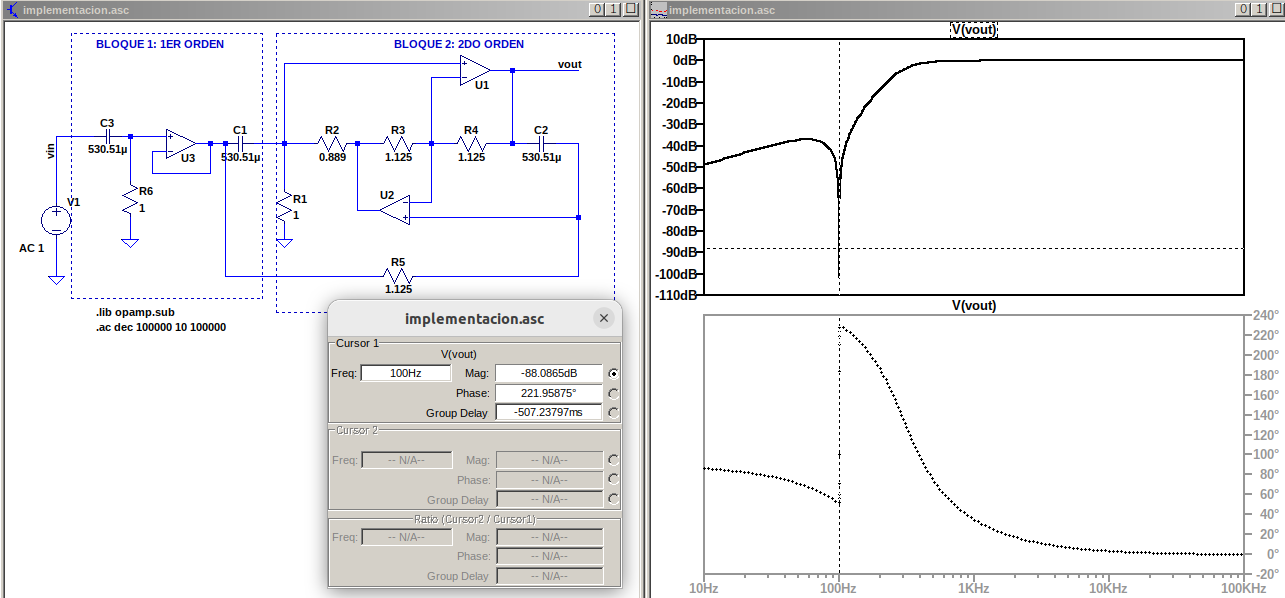 implementacion.asc
BLOQUE 1: 1ER ORDEN
BLOQUE 2: 2DO ORDEN
vout
U1
C3
530.51µ
U3
C1
530.51µ
R2
0.889
R3
1.125
R4
1.125
C2
530.51µ
vin
R6
1
U2
R1
1
V1
AC 1
R5
1.125
.lib opamp.sub
.ac dec 100000 10 100000
implementacion.asc
Cursor 1
V(vout)
Freq: 100Hz Mag: -88.0865dB
Phase: 221.95875°
Group Delay -507.23797ms
Cursor 2
Freq: -- N/A-- Mag: -- N/A--
Phase: -- N/A--
Group Delay -- N/A--
Ratio (Cursor2 / Cursor1)
Freq: -- N/A-- Mag: -- N/A--
Phase: -- N/A--
Group Delay -- N/A--
implementacion.asc
V(vout)
10dB
0dB
-10dB
-20dB
-30dB
-40dB
-50dB
-60dB
-70dB
-80dB
-90dB
-100dB
-110dB
V(vout)
240°
220°
200°
180°
160°
140°
120°
100°
80°
60°
40°
20°
0°
-20°
10Hz 100Hz 1KHz 10KHz 100KHz